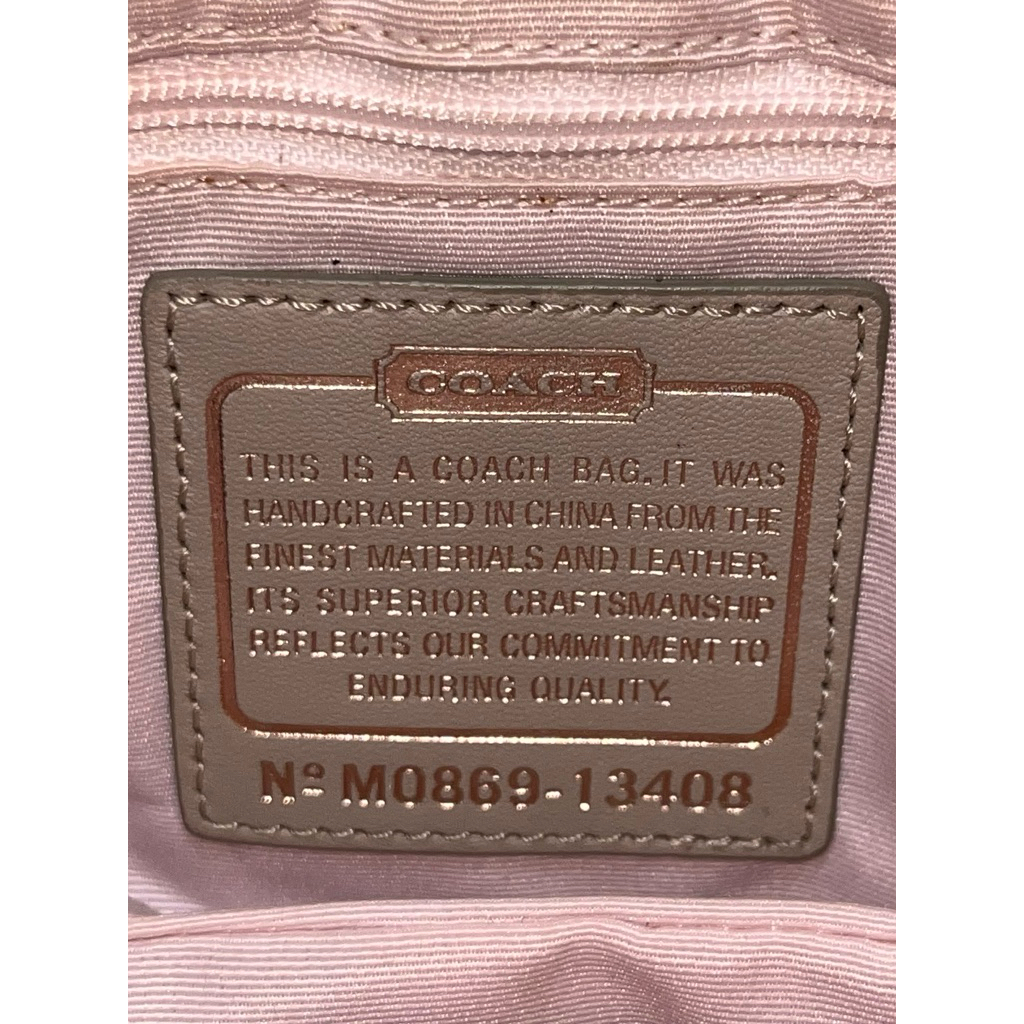 COACH
THIS IS A COACH BAG. IT WAS
HANDCRAFTED IN CHINA FROM THE
FINEST MATERIALS AND LEATHER.
ITS SUPERIOR CRAFTSMANSHIP
REFLECTS OUR COMMITMENT TO
ENDURING QUALITY.
Nº M0869-13408